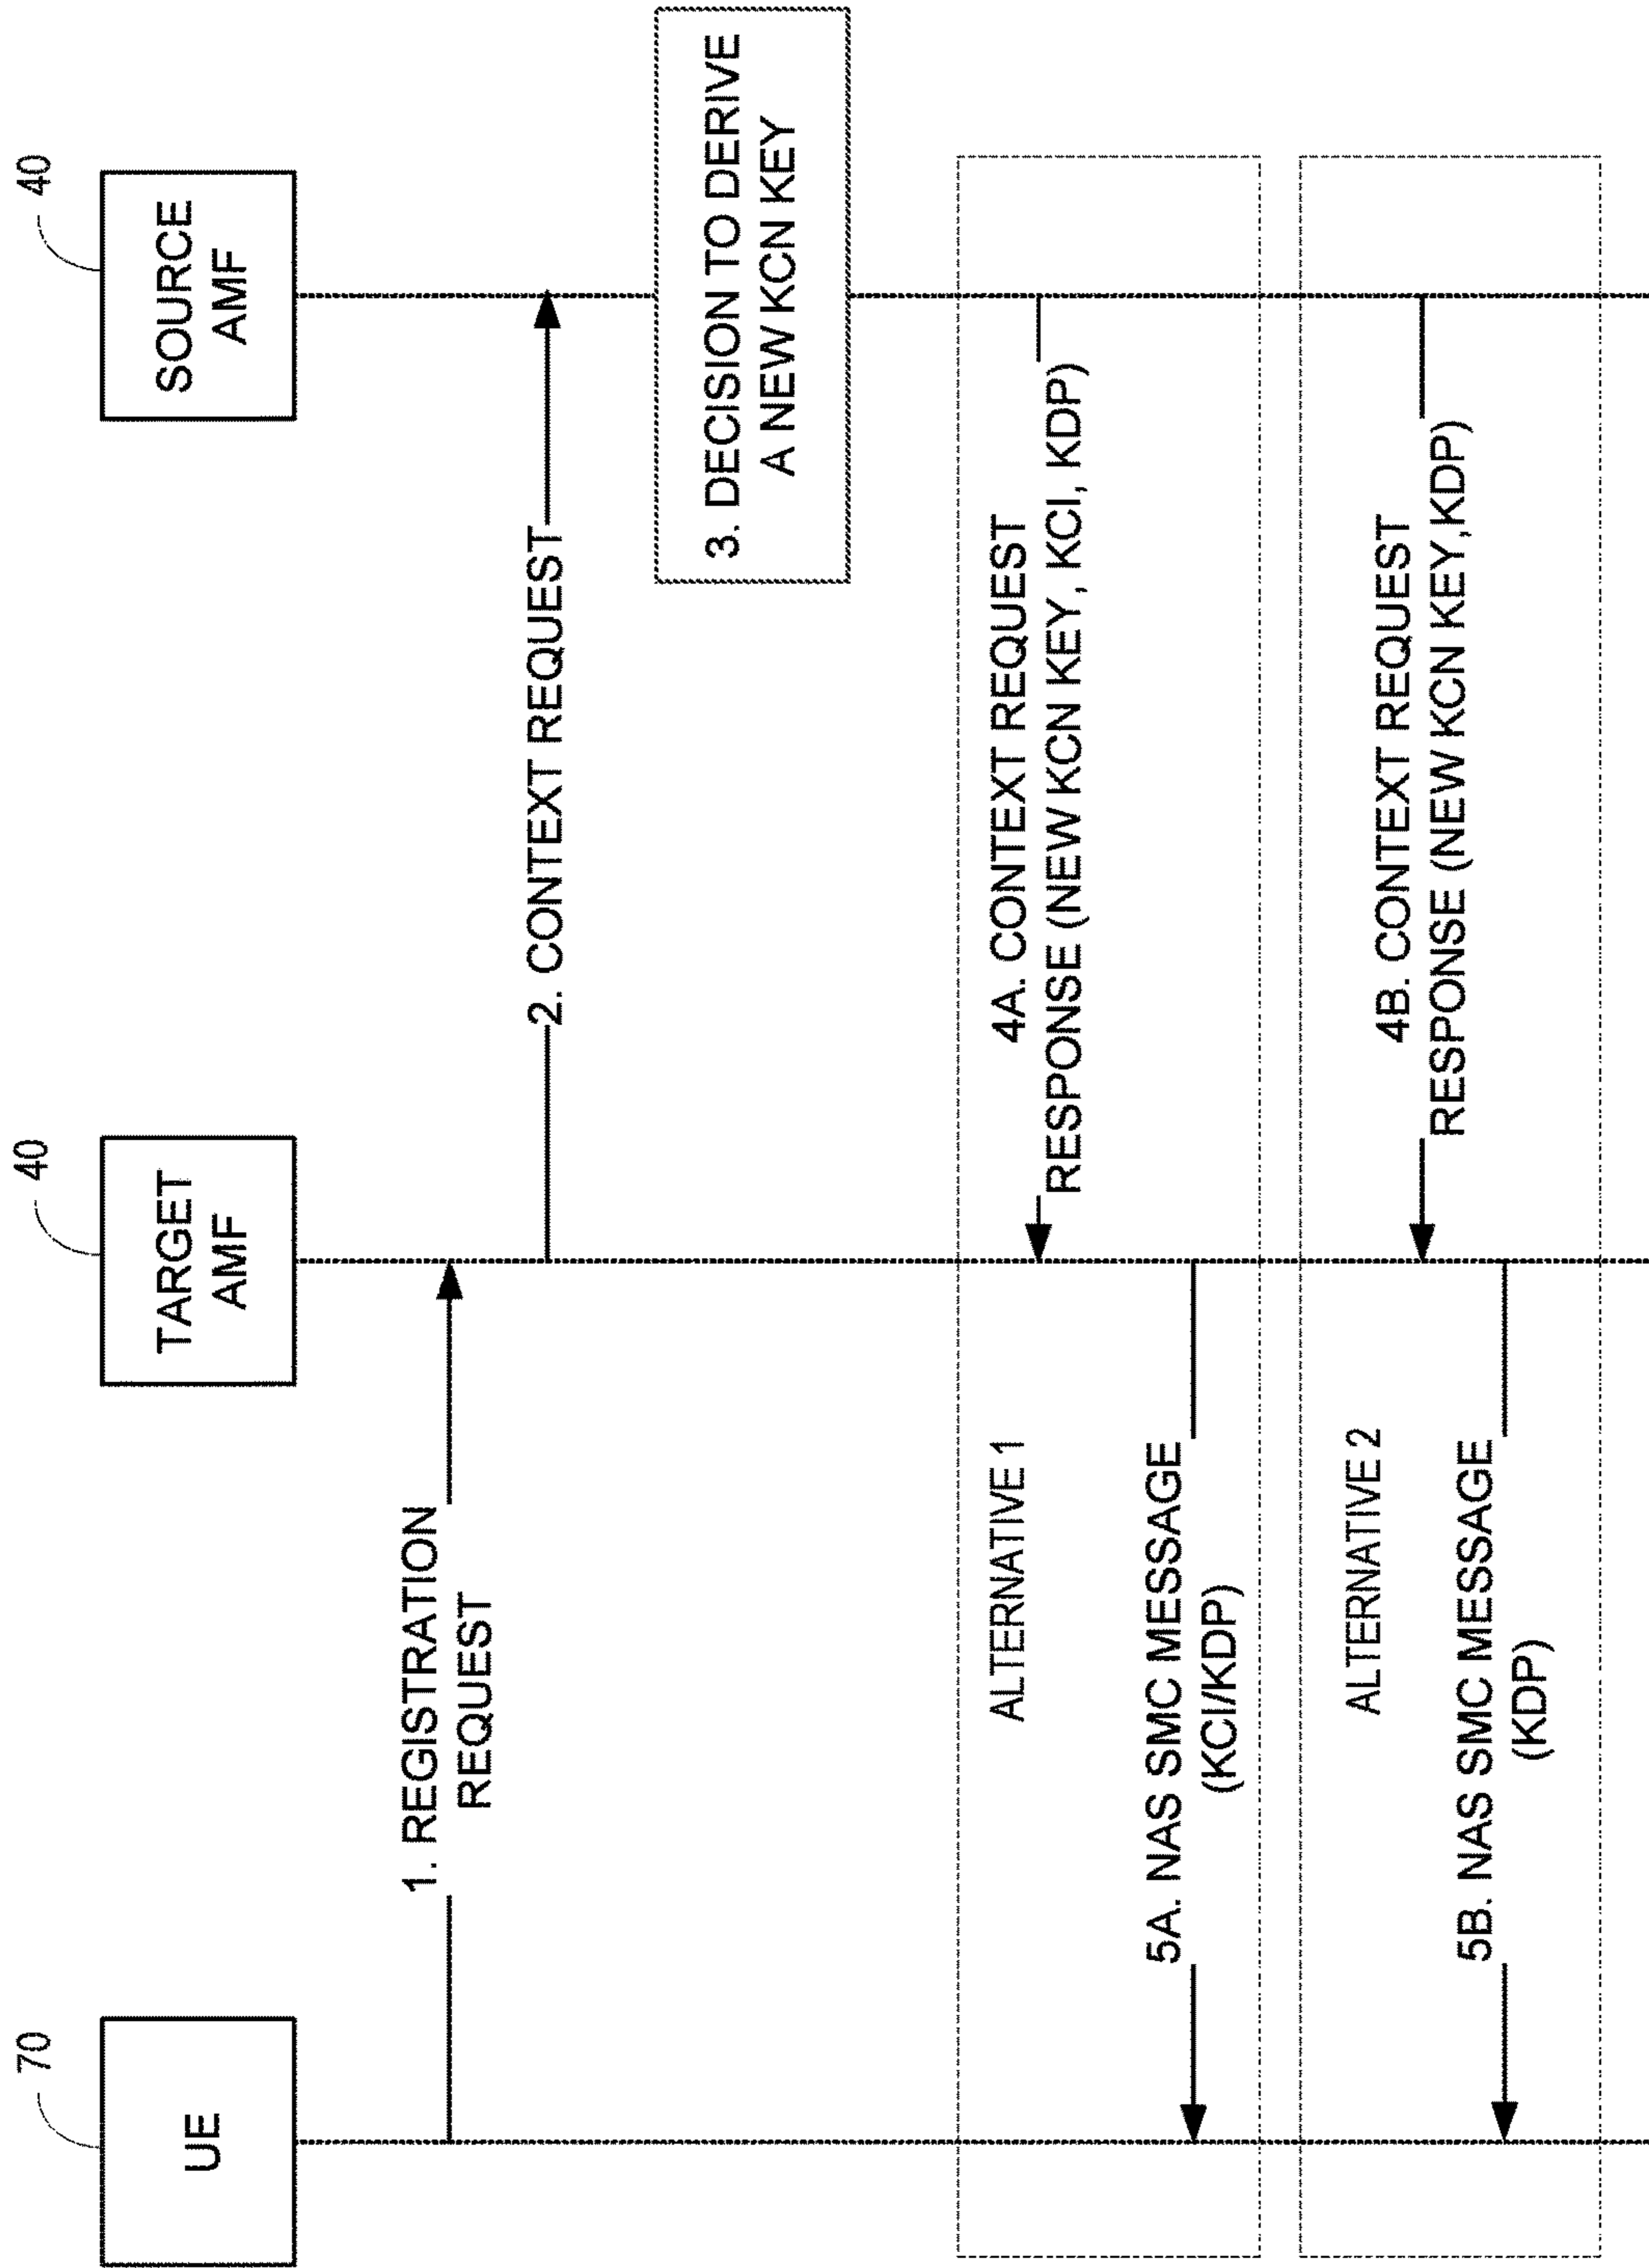 70
40
40
UE
TARGET
AMF
SOURCE
AMF
1. REGISTRATION
REQUEST
2. CONTEXT REQUEST
3. DECISION TO DERIVE
A NEW KCN KEY
ALTERNATIVE 1
4A. CONTEXT REQUEST
RESPONSE (NEW KCN KEY, KCI, KDP)
5A. NAS SMC MESSAGE
(KCI/KDP)
ALTERNATIVE 2
4B. CONTEXT REQUEST
RESPONSE (NEW KCN KEY,KDP)
5B. NAS SMC MESSAGE
(KDP)